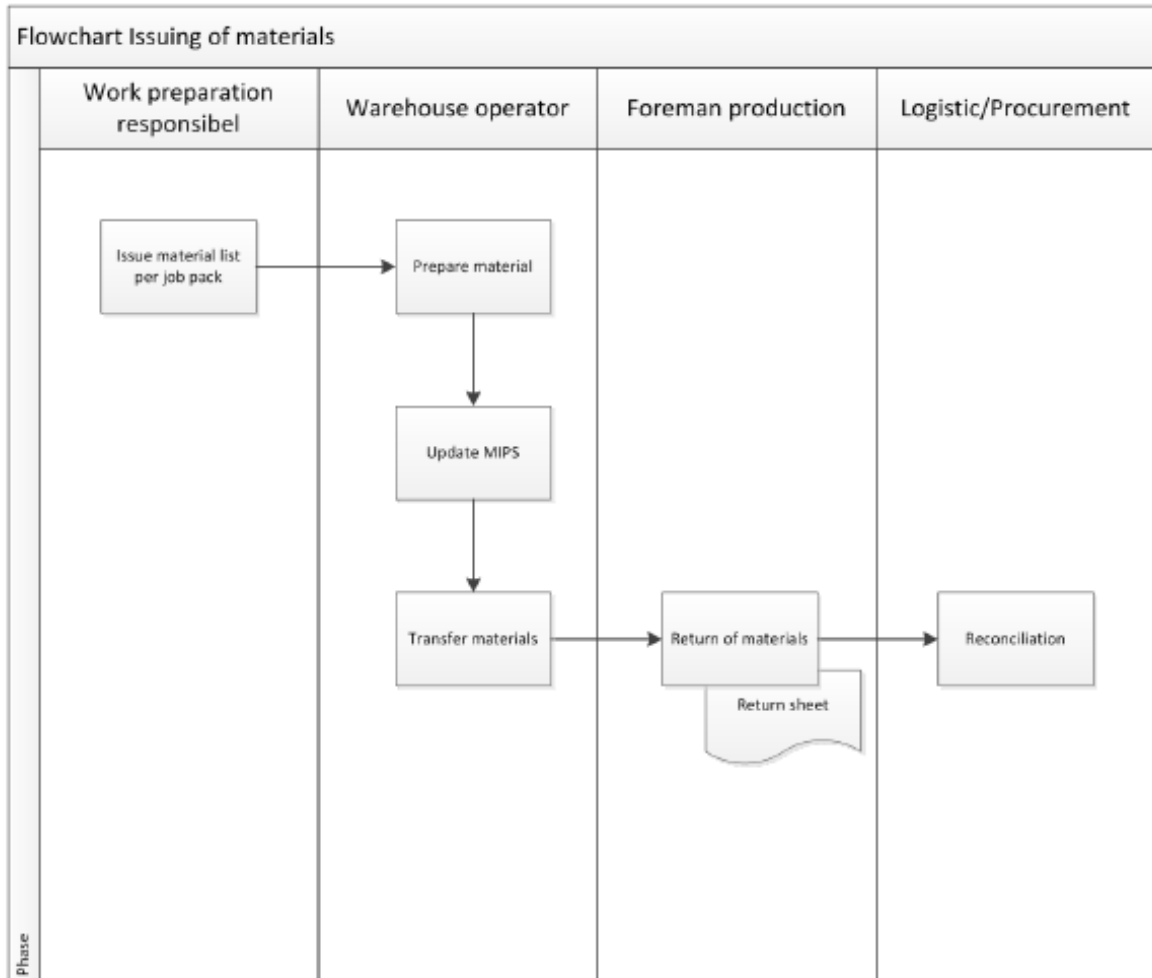 Flowchart Issuing of materials
Work preparation
responsibel
Warehouse operator
Foreman production
Logistic/Procurement
Issue material list
per job pack
Prepare material
Update MIPS
Transfer materials
Return of materials
Reconciliation
Return sheet
Phase